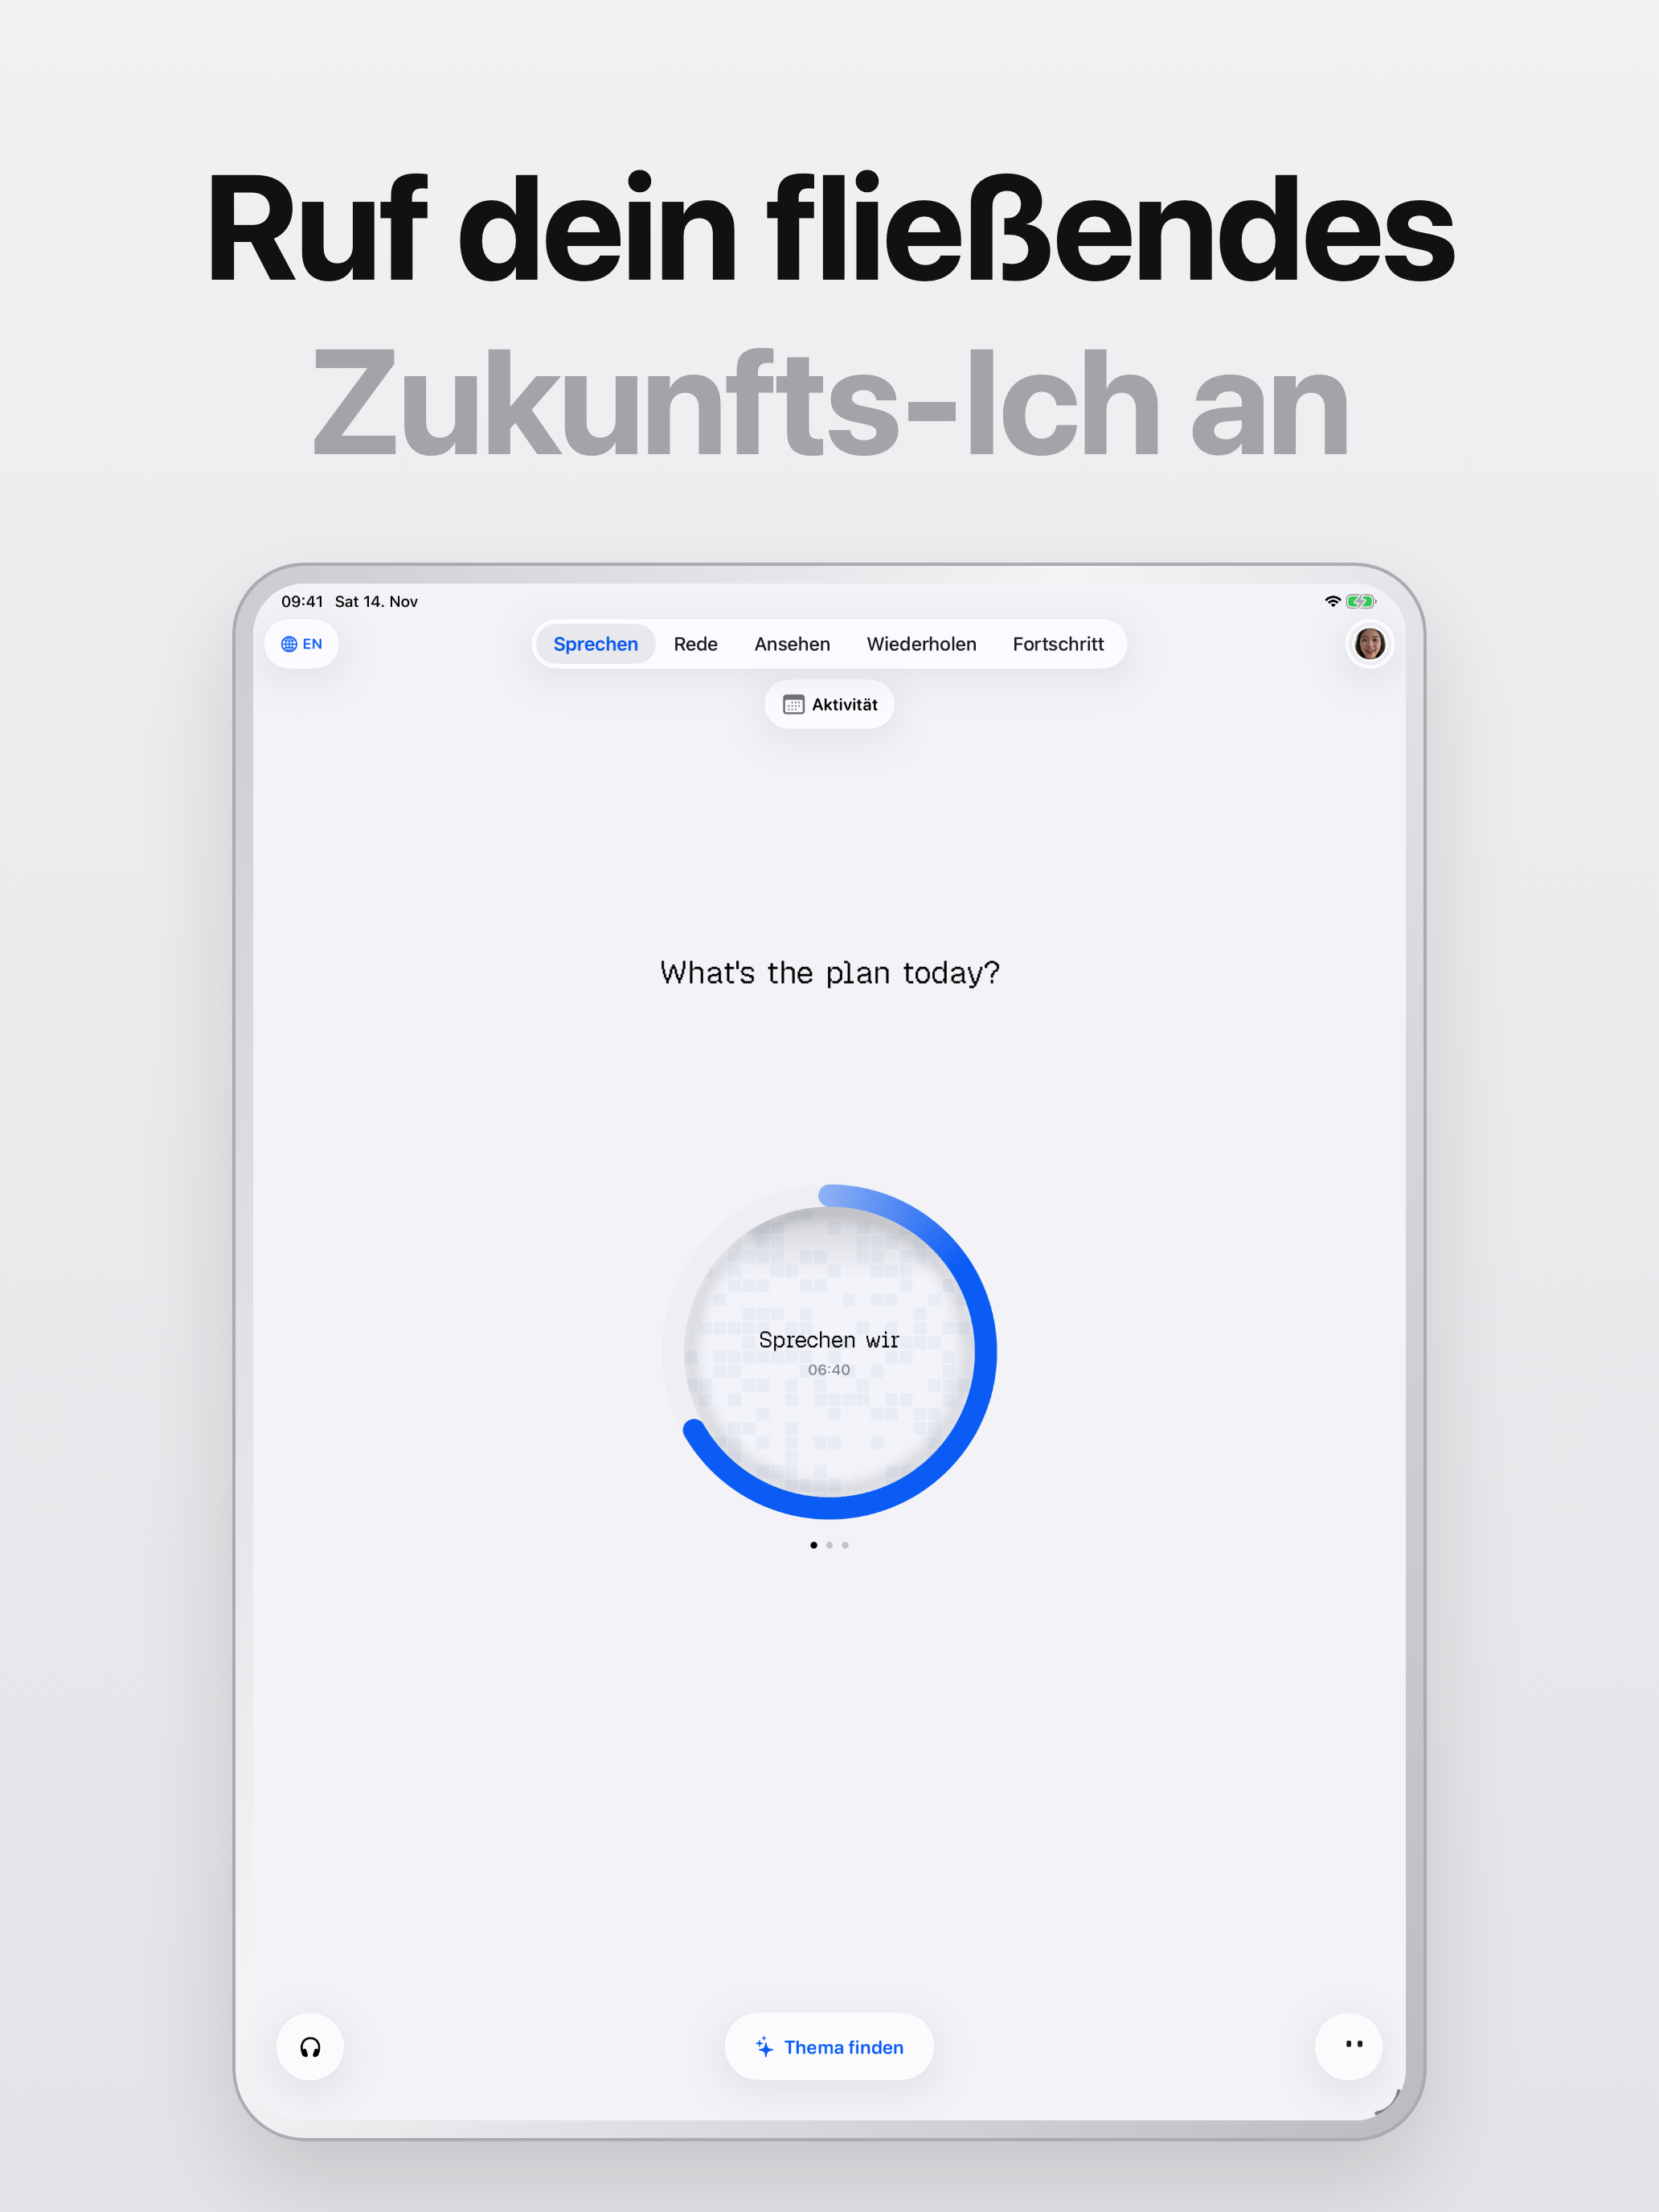 Ruf dein fließendes
Zukunfts-Ich an
09:41 Sat 14. Nov
EN
Sprechen Rede Ansehen Wiederholen Fortschritt
Aktivität
What's the plan today?
Sprechen wir
06:40
Thema finden